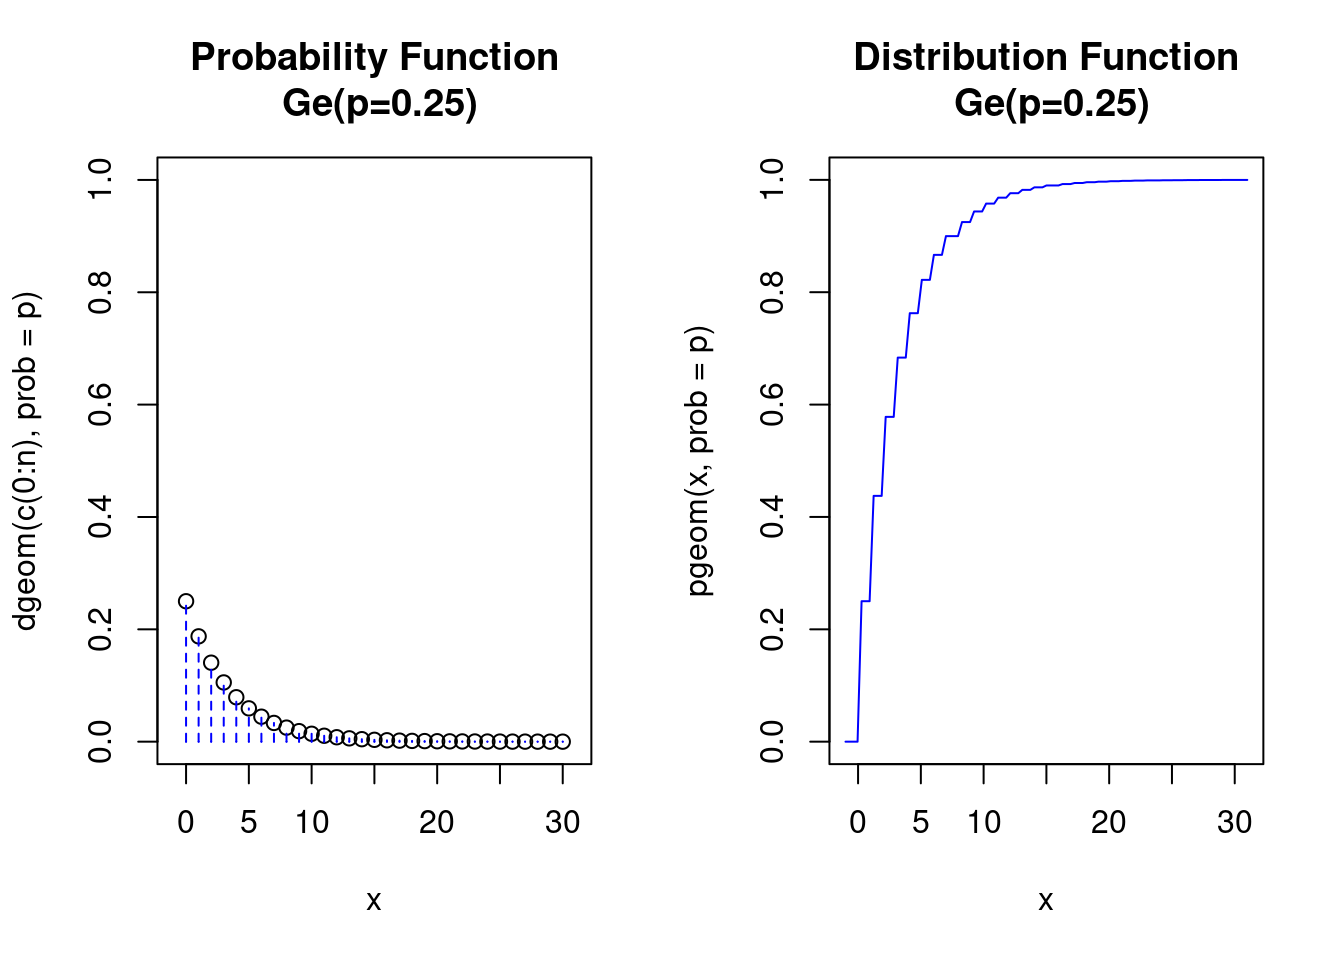 Probability Function
Ge(p=0.25)
dgeom(c(0:n), prob = p)
1.0
0.8
0.6
0.4
0.2
0.0
0 5 10 20 30
x
Distribution Function
Ge(p=0.25)
pgeom(x, prob = p)
1.0
0.8
0.6
0.4
0.2
0.0
0 5 10 20 30
x